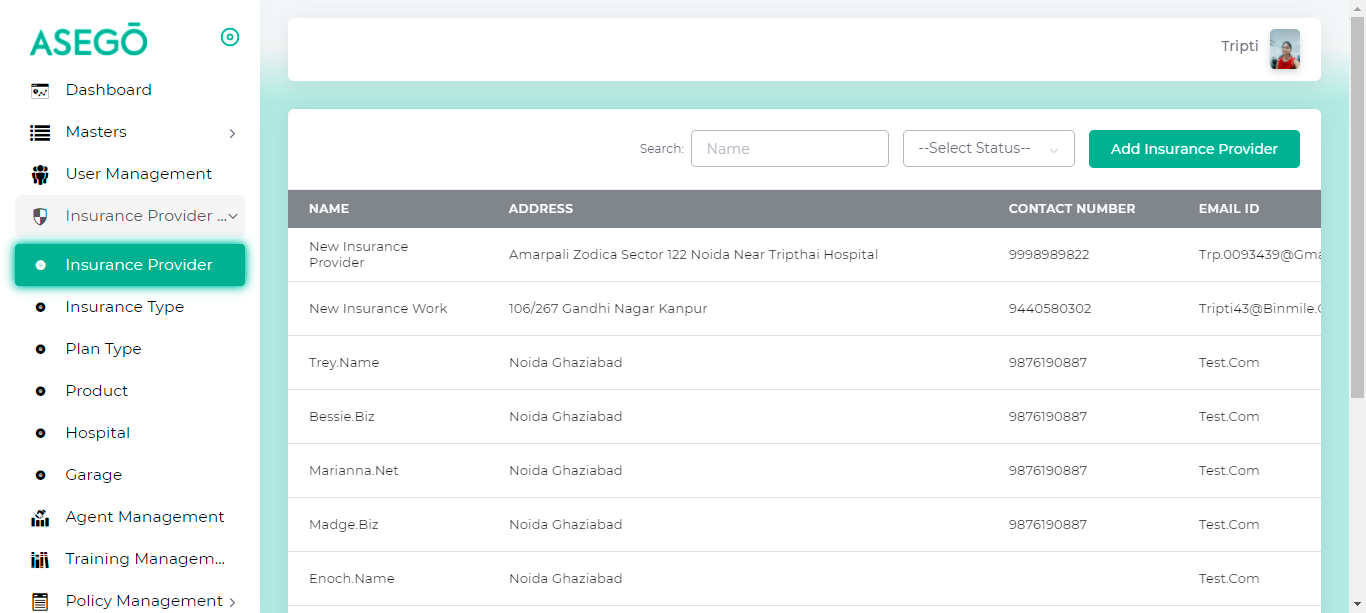 ASEGŌ
Dashboard
Masters
User Management
Insurance Provider ...
Insurance Provider
Insurance Type
Plan Type
Product
Hospital
Garage
Agent Management
Training Managem...
Policy Management
Tripti
Search: Name --Select Status-- Add Insurance Provider
NAME ADDRESS CONTACT NUMBER EMAIL ID
New Insurance
Provider Amarpali Zodica Sector 122 Noida Near Tripthai Hospital 9998989822 Trp.0093439@Gma
New Insurance Work 106/267 Gandhi Nagar Kanpur 9440580302 Tripti43@Binmile.
Trey.Name Noida Ghaziabad 9876190887 Test.Com
Bessie.Biz Noida Ghaziabad 9876190887 Test.Com
Marianna.Net Noida Ghaziabad 9876190887 Test.Com
Madge.Biz Noida Ghaziabad 9876190887 Test.Com
Enoch.Name Noida Ghaziabad Test.Com